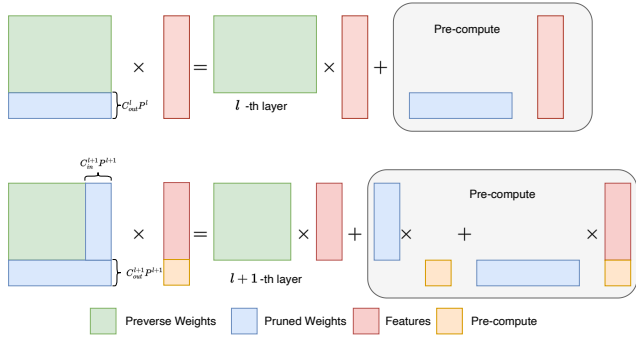 Pre-compute
× = × +
C^l_{out}P^l
l -th layer
C^{l+1}_{in}P^{l+1}
Pre-compute
× = × + × + ×
C^{l+1}_{out}P^{l+1}
l + 1 -th layer
Preverse Weights Pruned Weights Features Pre-compute